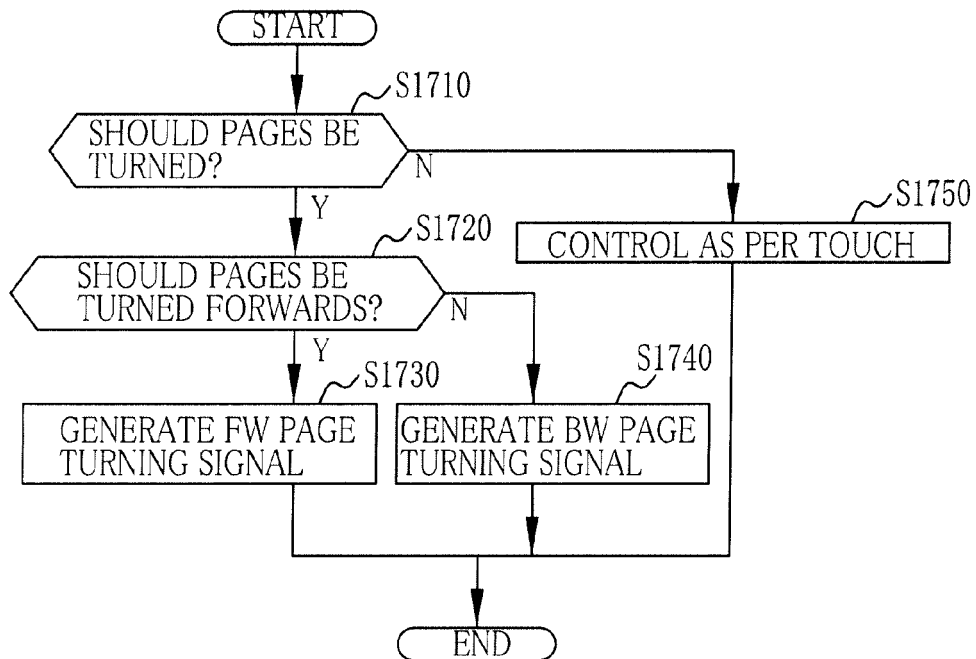 START
S1710
SHOULD PAGES BE
TURNED?
N
Y
S1750
CONTROL AS PER TOUCH
S1720
SHOULD PAGES BE
TURNED FORWARDS?
N
Y
S1730
GENERATE FW PAGE
TURNING SIGNAL
S1740
GENERATE BW PAGE
TURNING SIGNAL
END